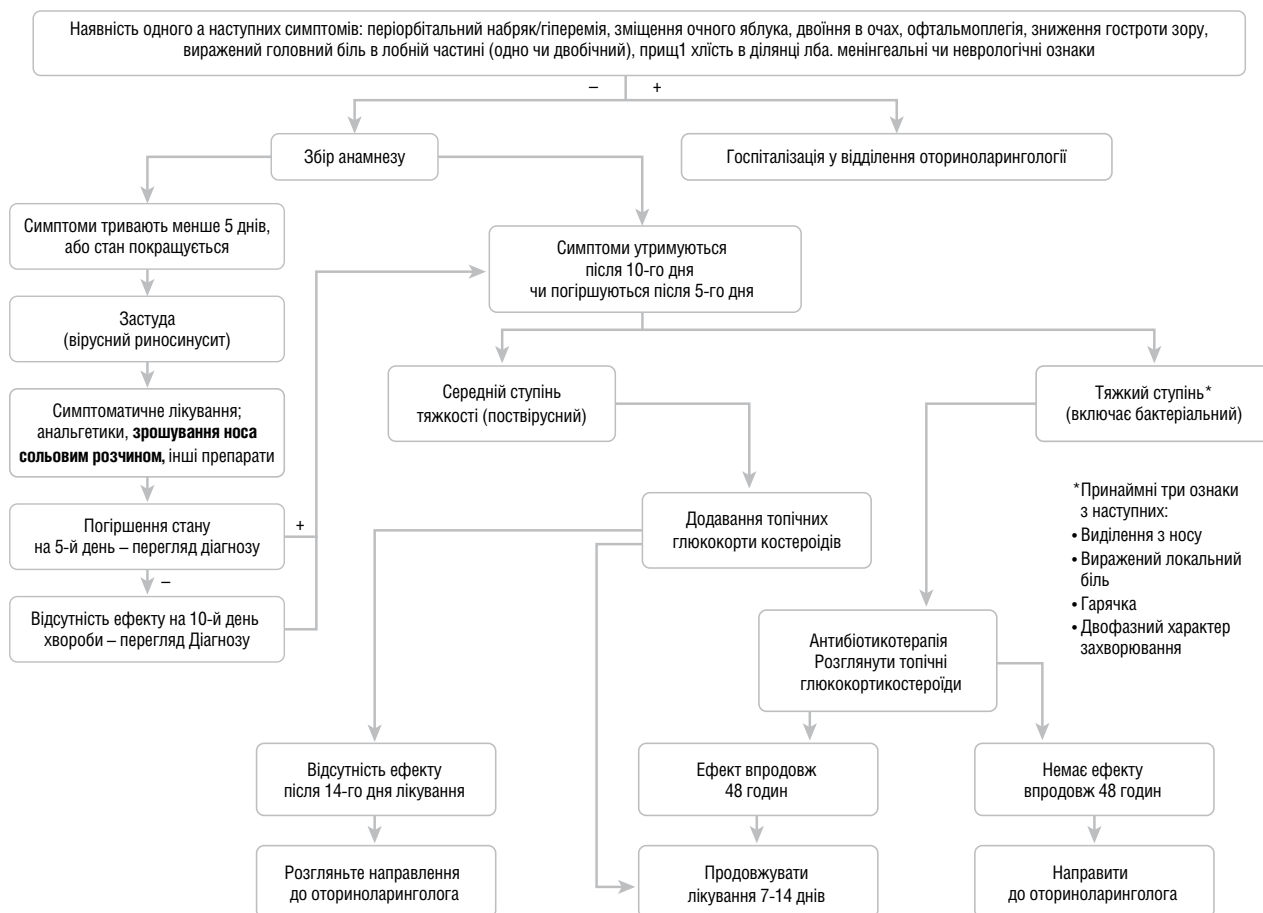 Наявність одного а наступних симптомів: періорбітальний набряк/гіперемія, зміщення очного яблука, двоїння в очах, офтальмоплегія, зниження гостроти зору,
виражений головний біль в лобній частині (одно чи двобічний), прищ1 хлїсть в ділянці лба. менінгеальні чи неврологічні ознаки
–
+
Збір анамнезу
Госпіталізація у відділення оториноларингології
Симптоми тривають менше 5 днів,
або стан покращується
Симптоми утримуються
після 10-го дня
чи погіршуються після 5-го дня
Застуда
(вірусний риносинусит)
Середній ступінь
тяжкості (поствірусний)
Тяжкий ступінь*
(включає бактеріальний)
Симптоматичне лікування;
анальгетики, зрошування носа
сольовим розчином, інші препарати
*Принаймні три ознаки
з наступних:
• Виділення з носу
• Виражений локальний
біль
• Гарячка
• Двофазний характер
захворювання
Погіршення стану
на 5-й день – перегляд діагнозу
+
–
Додавання топічних
глюкокорти костероїдів
Відсутність ефекту на 10-й день
хвороби – перегляд Діагнозу
Антибіотикотерапія
Розглянути топічні
глюкокортикостероїди
Відсутність ефекту
після 14-го дня лікування
Ефект впродовж
48 годин
Немає ефекту
впродовж 48 годин
Розгляньте направлення
до оториноларинголога
Продовжувати
лікування 7-14 днів
Направити
до оториноларинголога